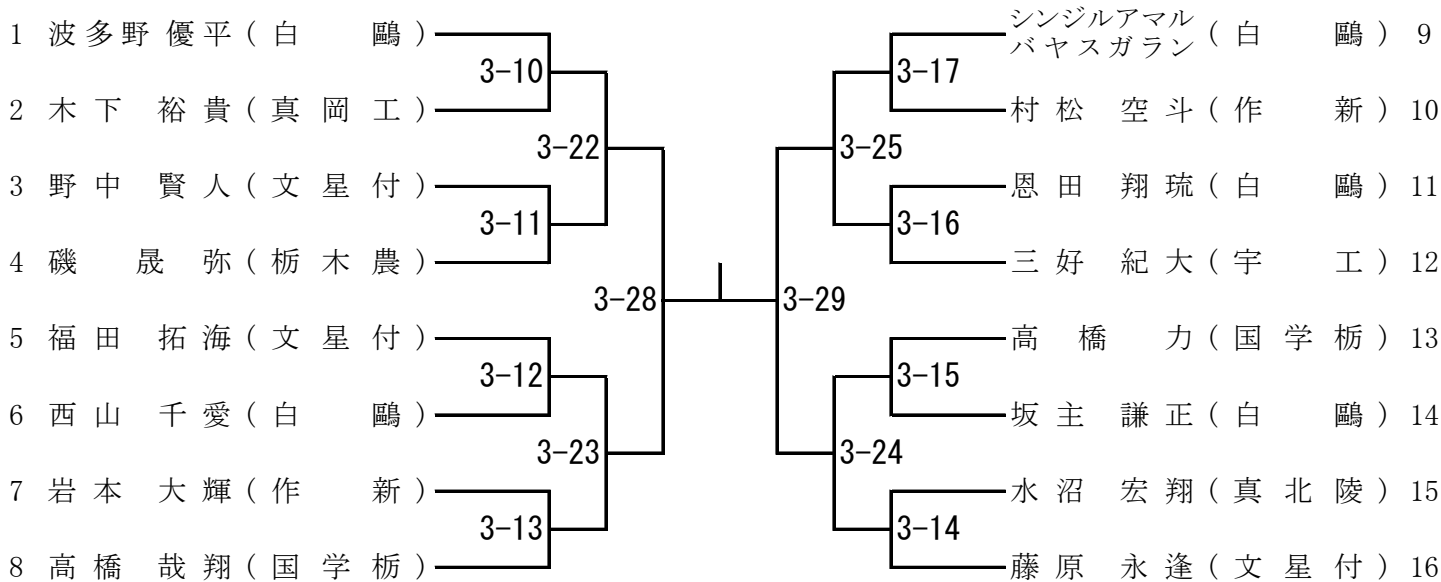 1 波多野 優平 ( 白 鷗 )
3-10
2 木下 裕貴 ( 真岡工 )
3-22
3 野中 賢人 ( 文星付 )
3-11
4 磯 晟弥 ( 栃木農 )
3-28
5 福田 拓海 ( 文星付 )
3-12
6 西山 千愛 ( 白 鷗 )
3-23
7 岩本 大輝 ( 作 新 )
3-13
8 高橋 哉翔 ( 国学栃 )
シンジルアマル
バヤスガラン ( 白 鷗 ) 9
3-17
村松 空斗 ( 作 新 ) 10
3-25
恩田 翔琉 ( 白 鷗 ) 11
3-16
三好 紀大 ( 宇 工 ) 12
3-29
高橋 力 ( 国学栃 ) 13
3-15
坂主 謙正 ( 白 鷗 ) 14
3-24
水沼 宏翔 ( 真北陵 ) 15
3-14
藤原 永逢 ( 文星付 ) 16